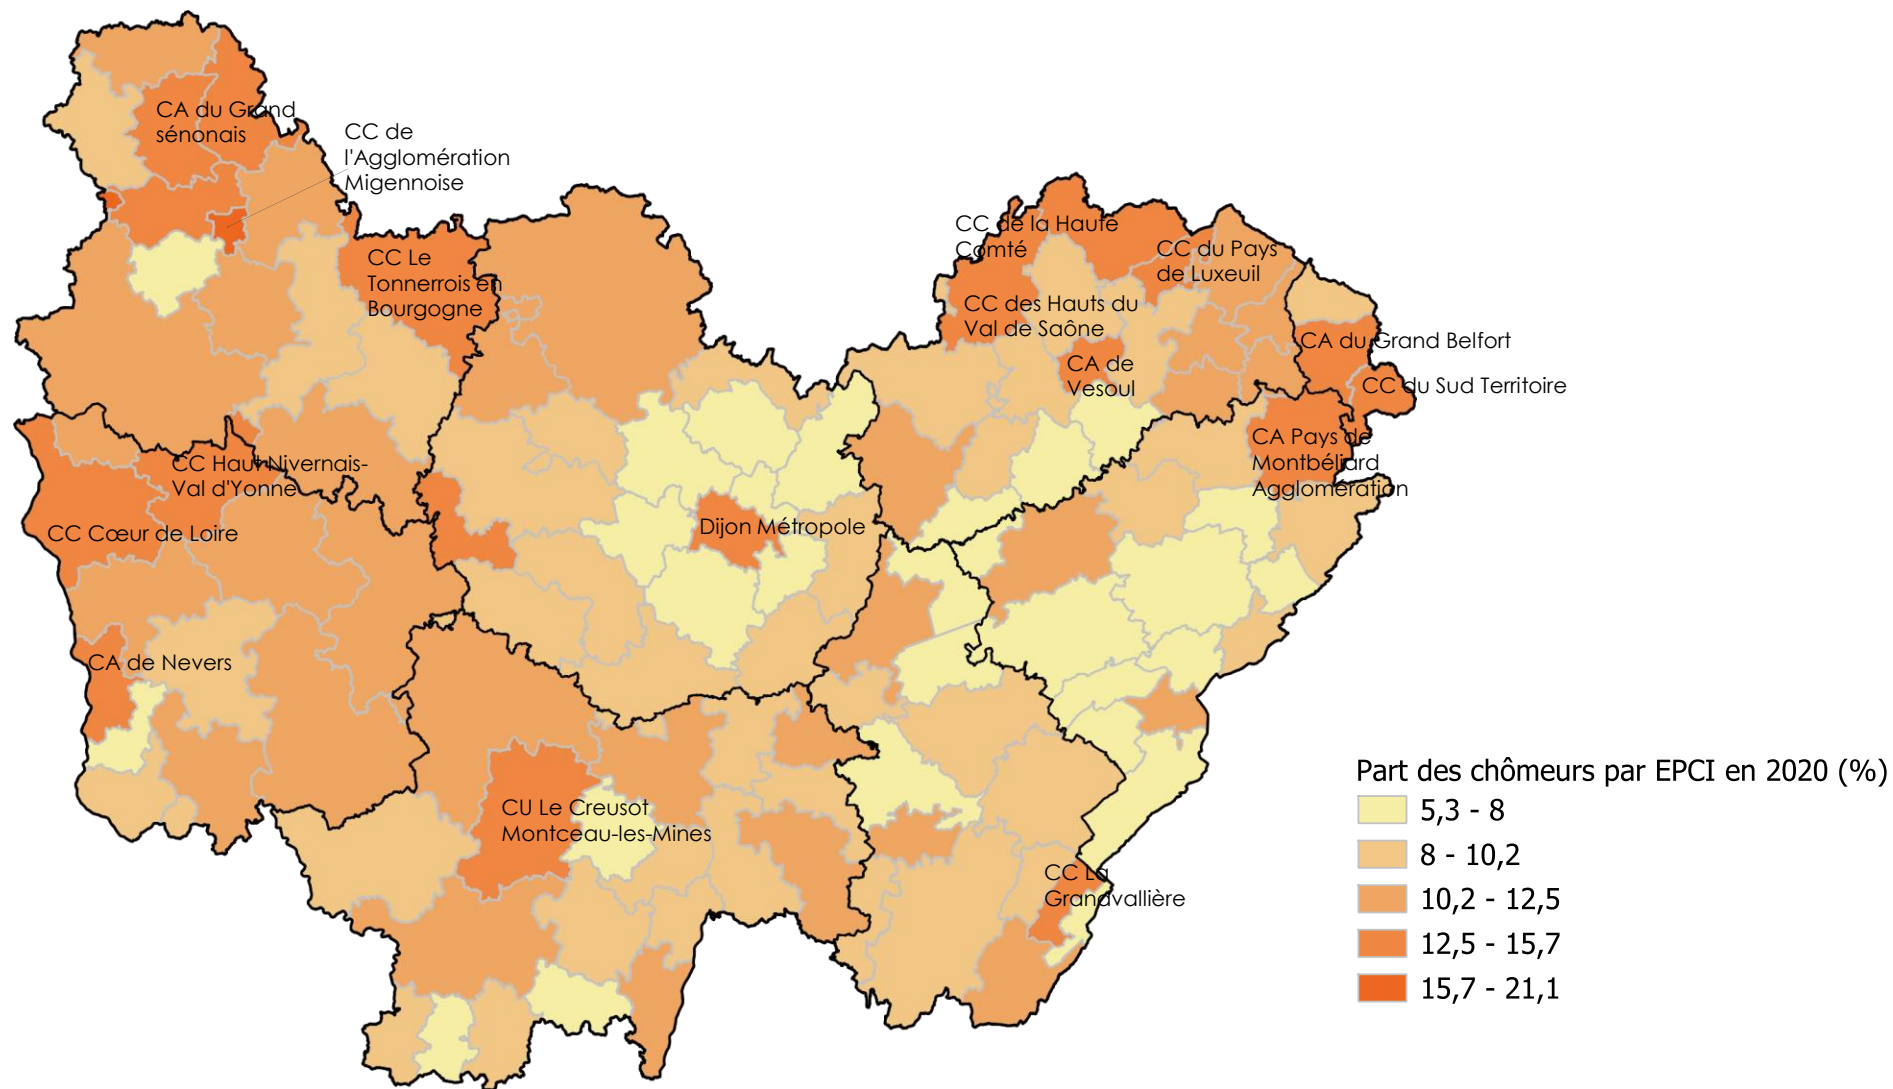 CA du Grand
sénonais
CC de
l'Agglomération
Migennoise
CC Le
Tonnerrois en
Bourgogne
CC de la Haute
Comté
CC du Pays
de Luxeuil
CC des Hauts du
Val de Saône
CA de
Vesoul
CA du Grand Belfort
CC du Sud Territoire
CA Pays de
Montbéliard
Agglomération
CC Haut Nivernais-
Val d'Yonne
CC Cœur de Loire
Dijon Métropole
CA de Nevers
CU Le Creusot
Montceau-les-Mines
CC La
Grandvallière
Part des chômeurs par EPCI en 2020 (%)
5,3 - 8
8 - 10,2
10,2 - 12,5
12,5 - 15,7
15,7 - 21,1